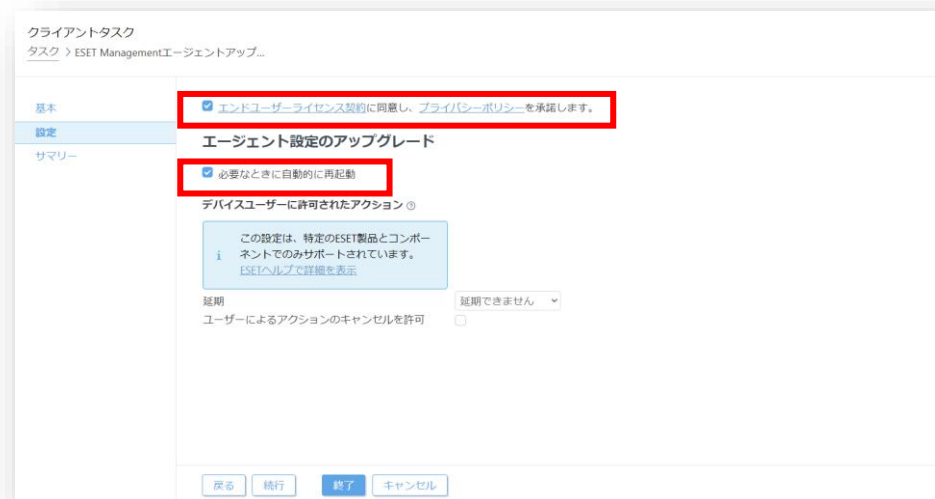 クライアントタスク
タスク > ESET Managementエージェントアップ...
基本
設定
サマリー
エンドユーザーライセンス契約に同意し、プライバシーポリシーを承諾します。
エージェント設定のアップグレード
必要なときに自動的に再起動
デバイスユーザーに許可されたアクション ?
i
この設定は、特定のESET製品とコンポー
ネントでのみサポートされています。
ESETヘルプで詳細を表示
延期 延期できません
ユーザーによるアクションのキャンセルを許可
戻る 続行 終了 キャンセル